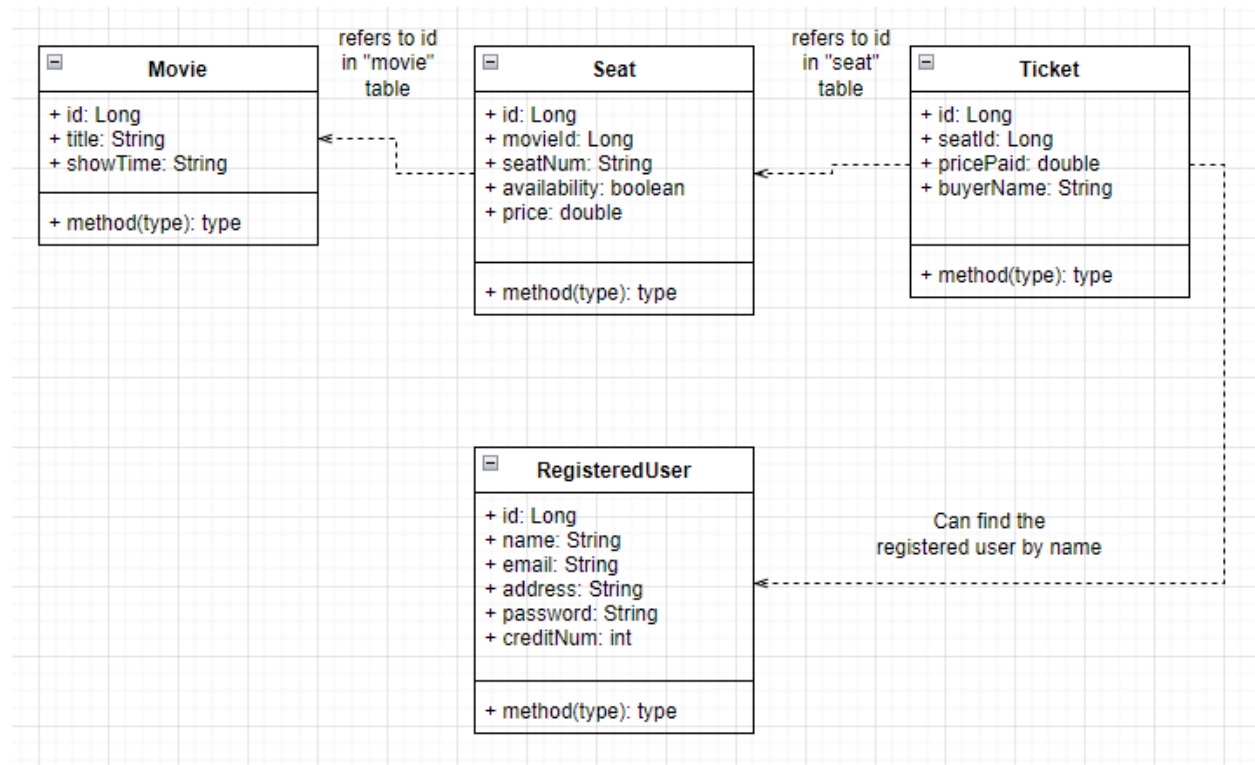 Movie
+ id: Long
+ title: String
+ showTime: String
+ method(type): type
refers to id
in "movie"
table
Seat
+ id: Long
+ movieId: Long
+ seatNum: String
+ availability: boolean
+ price: double
+ method(type): type
refers to id
in "seat"
table
Ticket
+ id: Long
+ seatId: Long
+ pricePaid: double
+ buyerName: String
+ method(type): type
RegisteredUser
+ id: Long
+ name: String
+ email: String
+ address: String
+ password: String
+ creditNum: int
+ method(type): type
Can find the
registered user by name